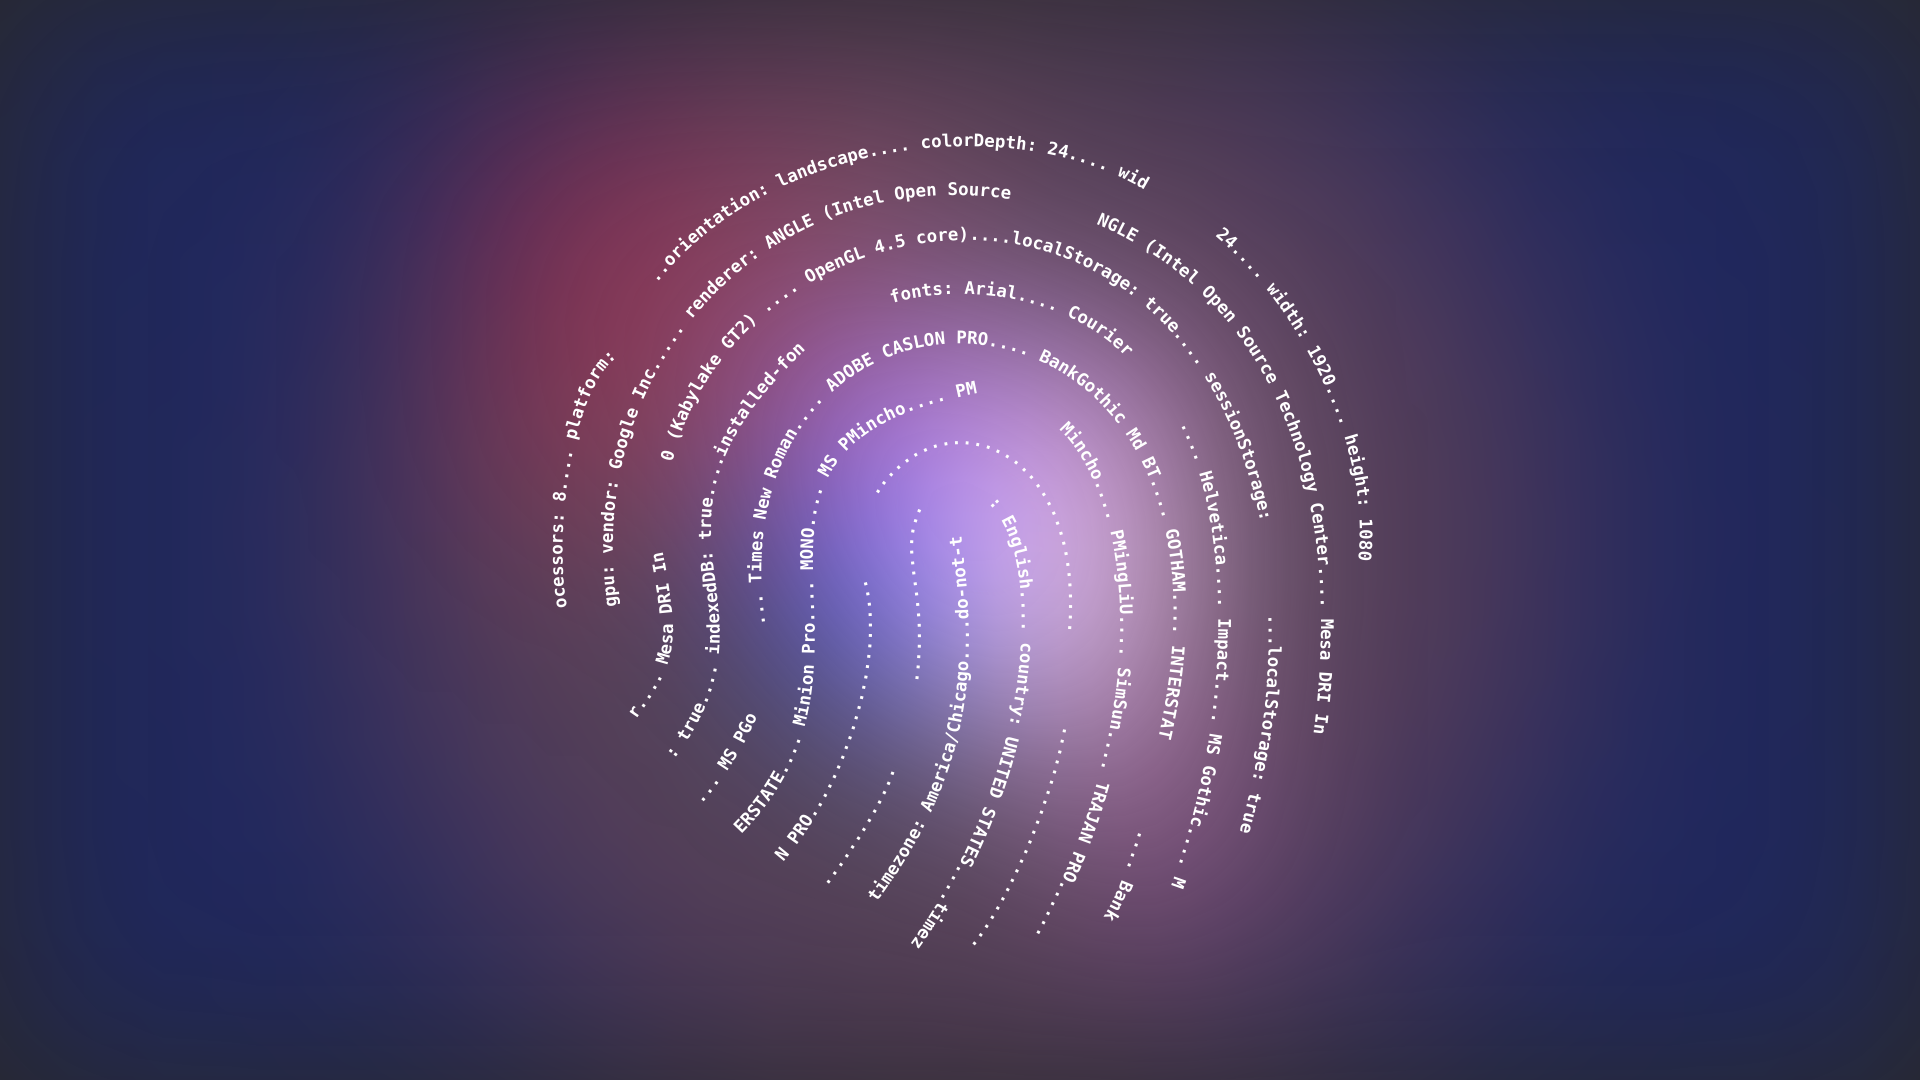 ..orientation: landscape.... colorDepth: 24.... wid
24.... width: 1920.... height: 1080
ocessors: 8.... platform:
gpu: vendor: Google Inc..... renderer: ANGLE (Intel Open Source
NGLE (Intel Open Source Technology Center.... Mesa DRI In
r.... Mesa DRI In
0 (Kabylake GT2) .... OpenGL 4.5 core)....localStorage: true.... sessionStorage:
...localStorage: true
: true.... indexedDB: true....installed-fon
fonts: Arial.... Courier
.... Helvetica.... Impact.... MS Gothic.... M
... MS PGo
... Times New Roman.... ADOBE CASLON PRO.... BankGothic Md BT.... GOTHAM.... INTERSTAT
.... Bank
ERSTATE.... Minion Pro.... MONO.... MS PMincho.... PM
Mincho.... PMingLiU.... SimSun.... TRAJAN PRO......
N PRO......
.. English.... country: UNITED STATES.... timez
timezone: America/Chicago....do-not-t